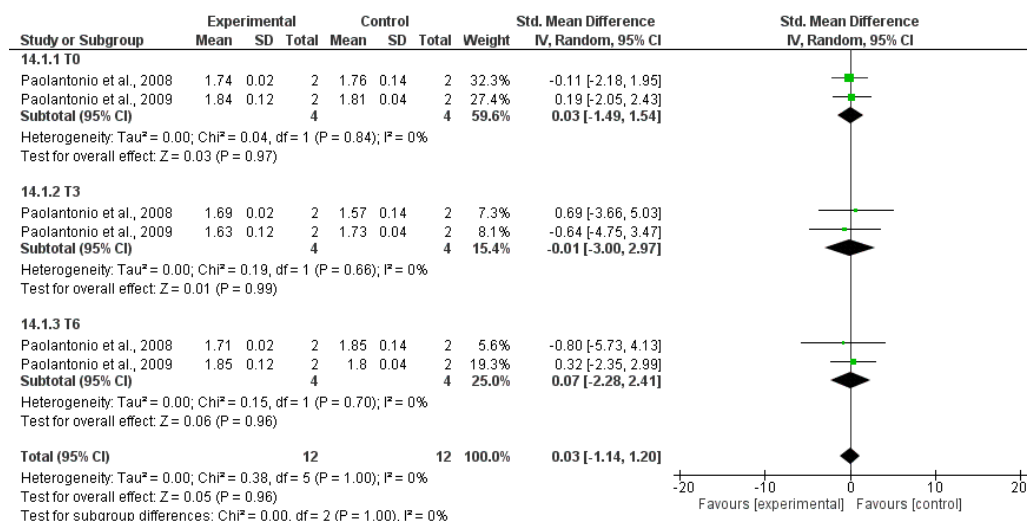 Experimental Control Std. Mean Difference Std. Mean Difference
Study or Subgroup Mean SD Total Mean SD Total Weight IV, Random, 95% CI IV, Random, 95% CI
14.1.1 T0
Paolantonio et al., 2008 1.74 0.02 2 1.76 0.14 2 32.3% -0.11 [-2.18, 1.95]
Paolantonio et al., 2009 1.84 0.12 2 1.81 0.04 2 27.4% 0.19 [-2.05, 2.43]
Subtotal (95% CI) 4 4 59.6% 0.03 [-1.49, 1.54]
Heterogeneity: Tau² = 0.00; Chi² = 0.04, df = 1 (P = 0.84); I² = 0%
Test for overall effect: Z = 0.03 (P = 0.97)
14.1.2 T3
Paolantonio et al., 2008 1.69 0.02 2 1.57 0.14 2 7.3% 0.69 [-3.66, 5.03]
Paolantonio et al., 2009 1.63 0.12 2 1.73 0.04 2 8.1% -0.64 [-4.75, 3.47]
Subtotal (95% CI) 4 4 15.4% -0.01 [-3.00, 2.97]
Heterogeneity: Tau² = 0.00; Chi² = 0.19, df = 1 (P = 0.66); I² = 0%
Test for overall effect: Z = 0.01 (P = 0.99)
14.1.3 T6
Paolantonio et al., 2008 1.71 0.02 2 1.85 0.14 2 5.6% -0.80 [-5.73, 4.13]
Paolantonio et al., 2009 1.85 0.12 2 1.8 0.04 2 19.3% 0.32 [-2.35, 2.99]
Subtotal (95% CI) 4 4 25.0% 0.07 [-2.28, 2.41]
Heterogeneity: Tau² = 0.00; Chi² = 0.15, df = 1 (P = 0.70); I² = 0%
Test for overall effect: Z = 0.06 (P = 0.96)
Total (95% CI) 12 12 100.0% 0.03 [-1.14, 1.20]
Heterogeneity: Tau² = 0.00; Chi² = 0.38, df = 5 (P = 1.00); I² = 0%
Test for overall effect: Z = 0.05 (P = 0.96)
Test for subgroup differences: Chi² = 0.00, df = 2 (P = 1.00), I² = 0%
-20 -10 0 10 20
Favours [experimental] Favours [control]